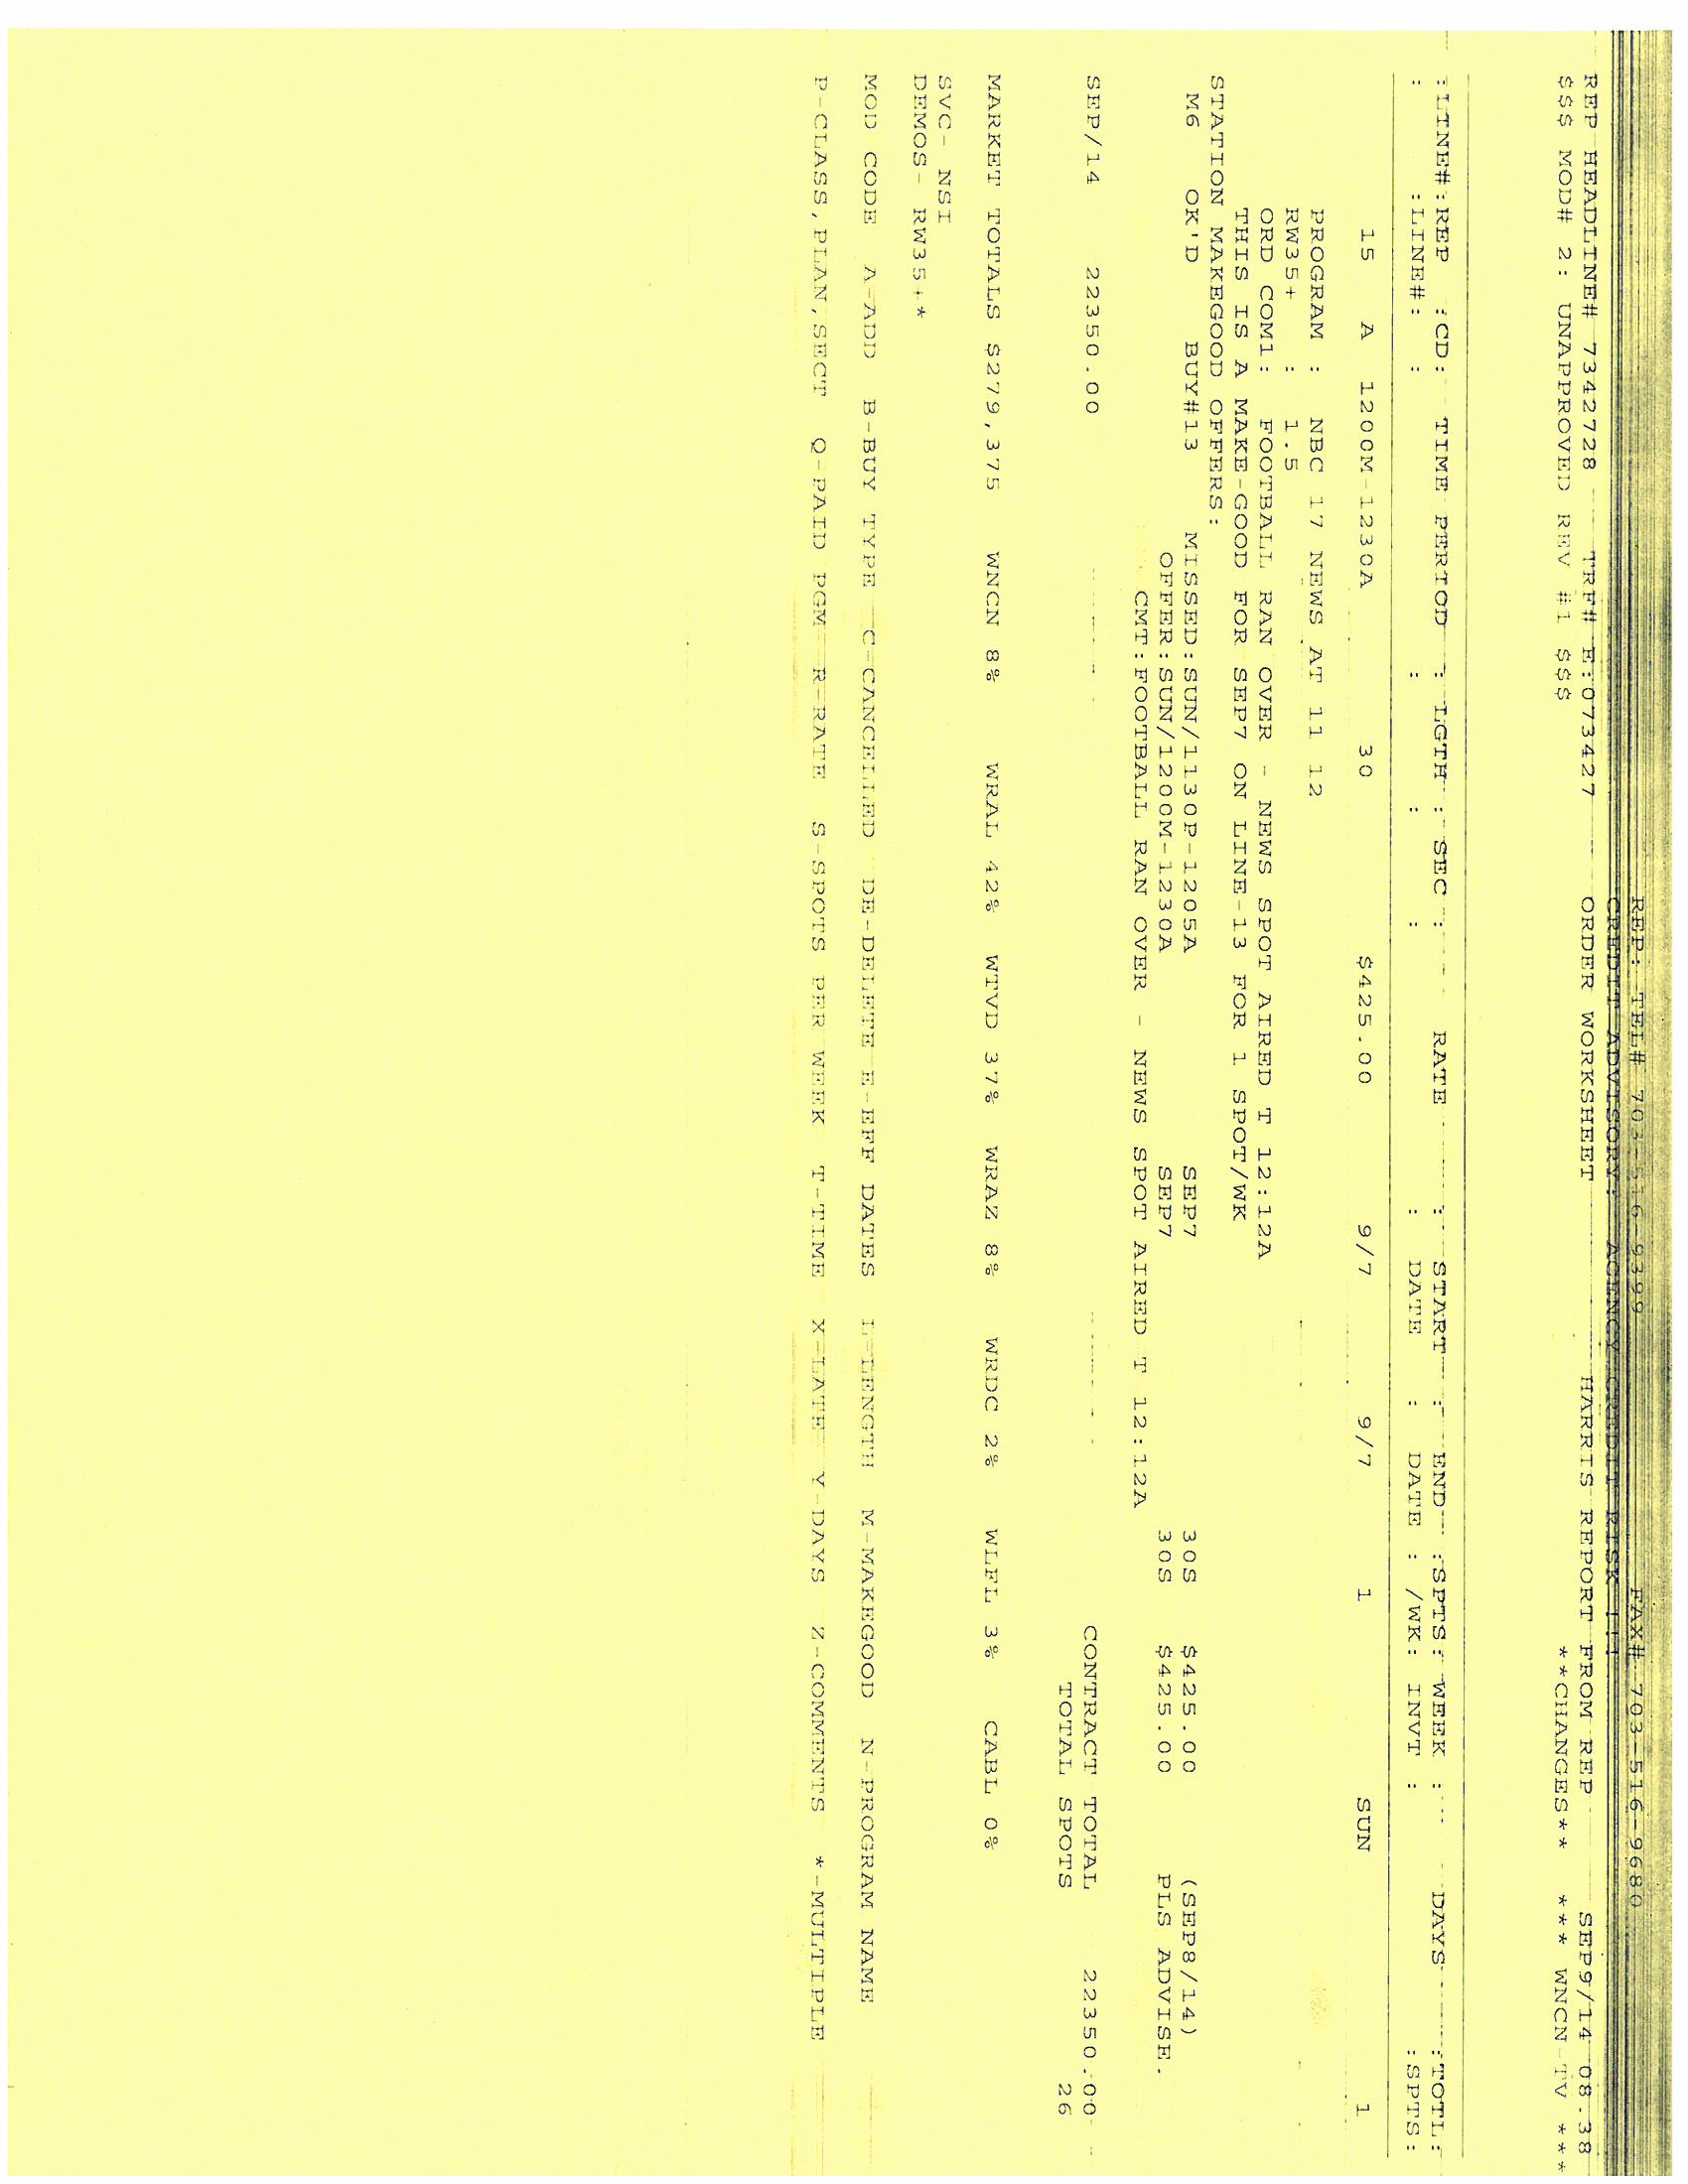 REP: TEL# 703-516-9399 FAX# 703-516-9680
CREDIT ADVISORY: AGENCY CREDIT RISK !!!
REP HEADLINE# 7342728 TRF# E:073427 ORDER WORKSHEET HARRIS REPORT FROM REP SEP9/14 08.38
$$$ MOD# 2: UNAPPROVED REV #1 $$$ **CHANGES** *** WNCN-TV ***
:LINE#:REP :CD: TIME PERIOD : LGTH : SEC : RATE : START : END :SPTS: WEEK : DAYS :TOTL:
: :LINE#: : : : : : DATE : DATE : /WK: INVT : :SPTS:
15 A 1200M-1230A 30 $425.00 9/7 9/7 1 SUN 1
PROGRAM : NBC 17 NEWS AT 11 12
RW35+ : 1.5
ORD COM1: FOOTBALL RAN OVER - NEWS SPOT AIRED T 12:12A
THIS IS A MAKE-GOOD FOR SEP7 ON LINE-13 FOR 1 SPOT/WK
STATION MAKEGOOD OFFERS:
M6 OK'D BUY#13 MISSED:SUN/1130P-1205A SEP7 30S $425.00 (SEP8/14)
OFFER:SUN/1200M-1230A SEP7 30S $425.00 PLS ADVISE.
CMT:FOOTBALL RAN OVER - NEWS SPOT AIRED T 12:12A
SEP/14 22350.00 CONTRACT TOTAL 22350.00
TOTAL SPOTS 26
MARKET TOTALS $279,375 WNCN 8% WRAL 42% WTVD 37% WRAZ 8% WRDC 2% WLFL 3% CABL 0%
SVC- NSI
DEMOS- RW35+*
MOD CODE A-ADD B-BUY TYPE C-CANCELLED DE-DELETE E-EFF DATES L-LENGTH M-MAKEGOOD N-PROGRAM NAME
P-CLASS,PLAN,SECT Q-PAID PGM R-RATE S-SPOTS PER WEEK T-TIME X-LATE Y-DAYS Z-COMMENTS *-MULTIPLE